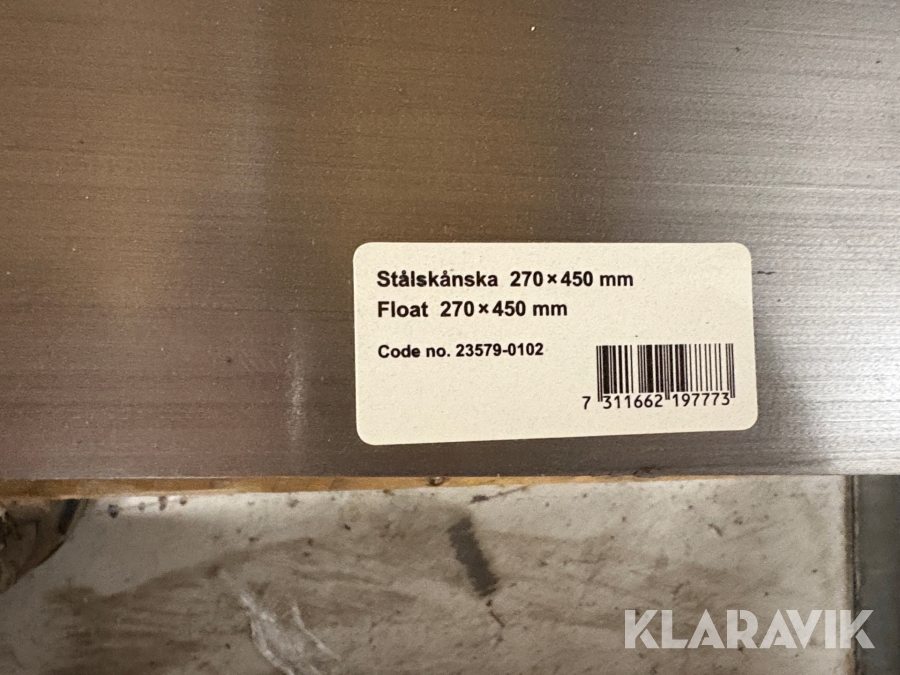 Stålskånska 270×450 mm
Float 270×450 mm
Code no. 23579-0102
7 311662 197773
KLARAVIK